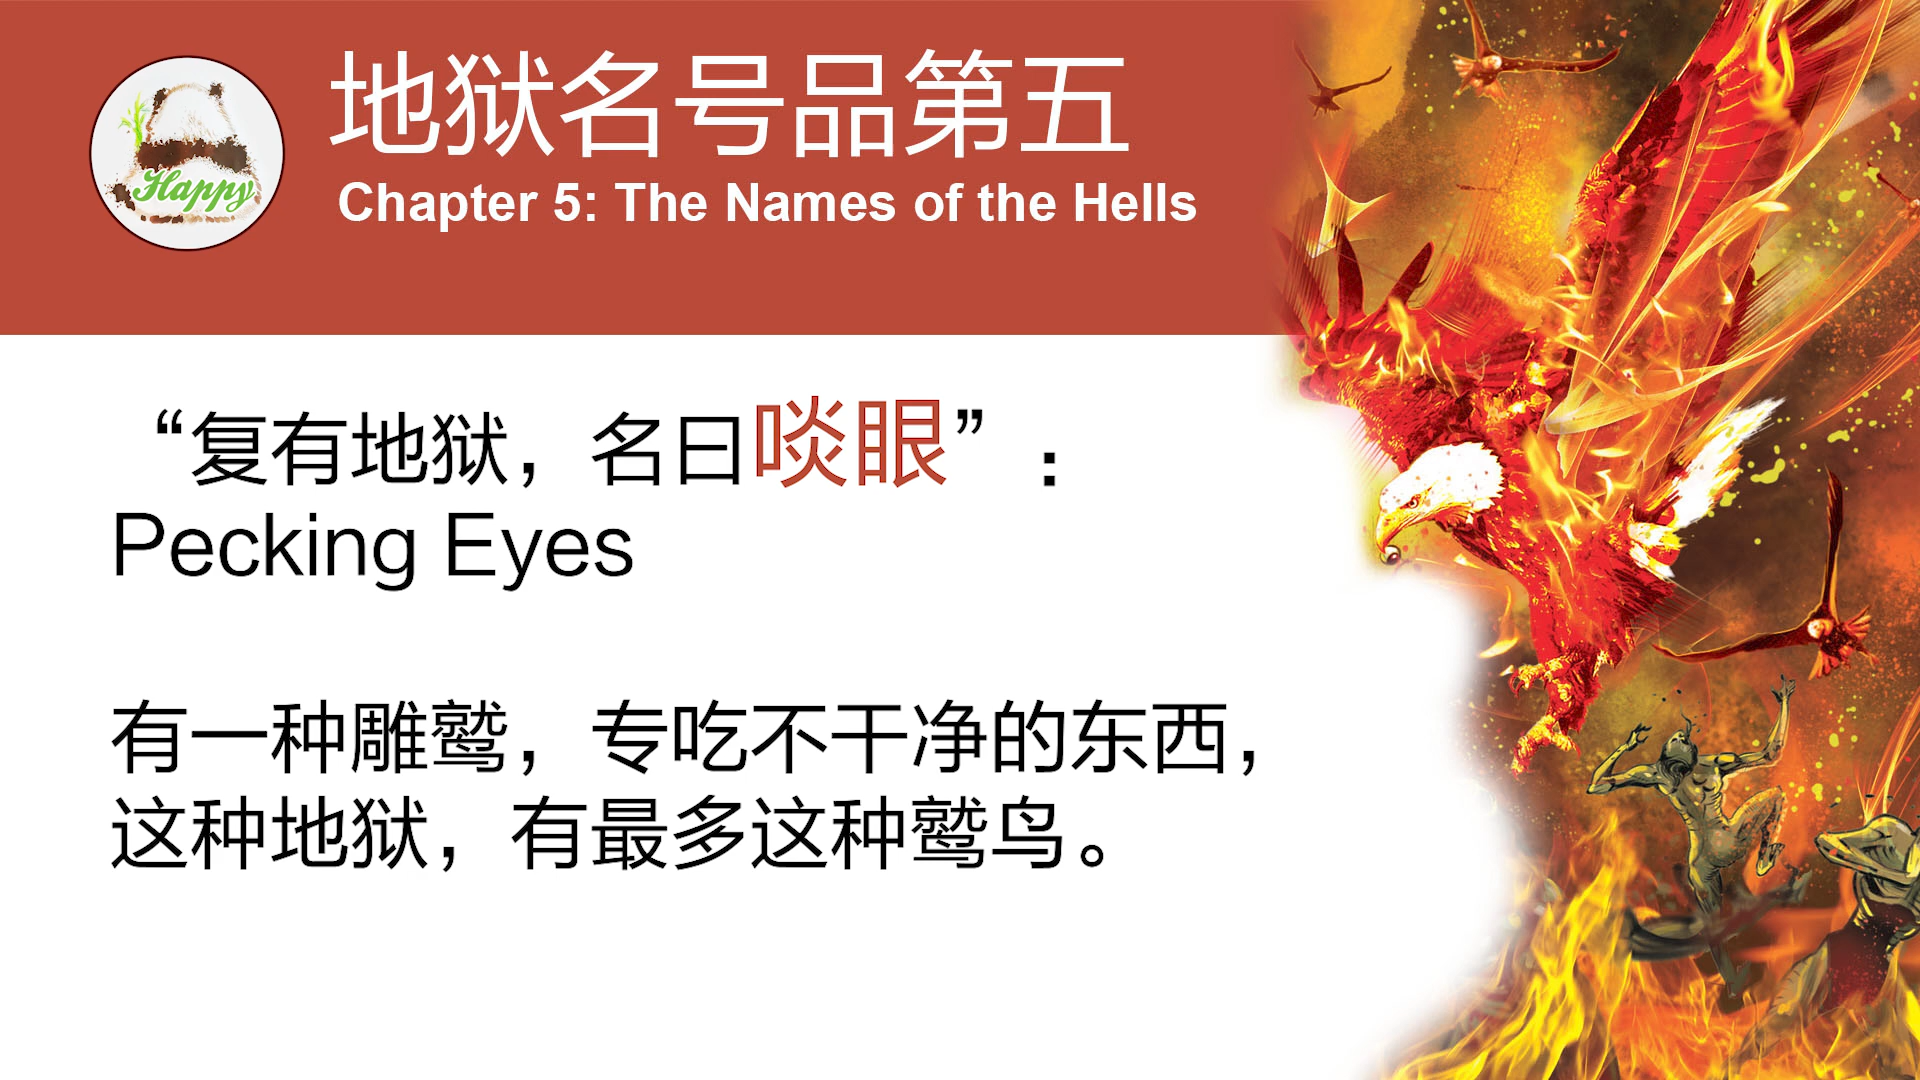 Happy
地狱名号品第五
Chapter 5: The Names of the Hells
“复有地狱，名曰啖眼”：
Pecking Eyes
有一种雕鹫，专吃不干净的东西，
这种地狱，有最多这种鹫鸟。